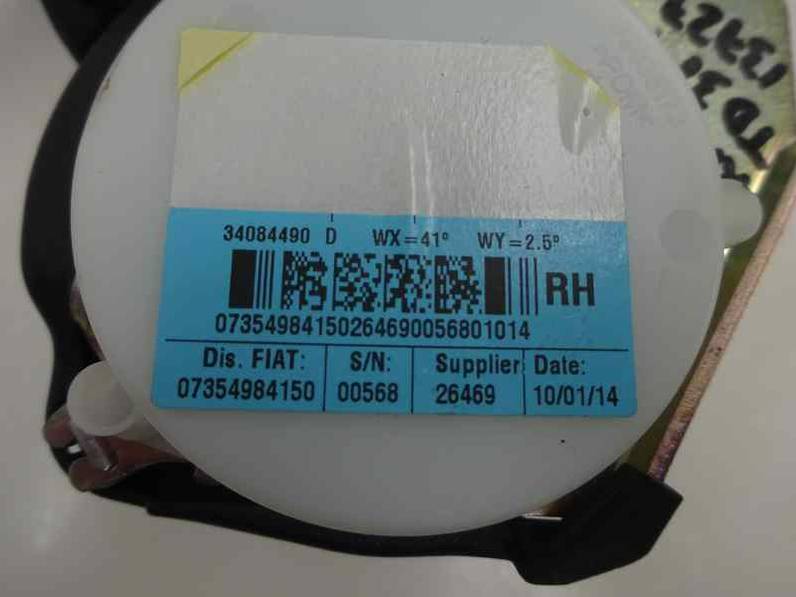 34084490 D WX=41° WY=2.5°
RH
07354984150264690056801014
Dis. FIAT: S/N: Supplier: Date:
07354984150 00568 26469 10/01/14